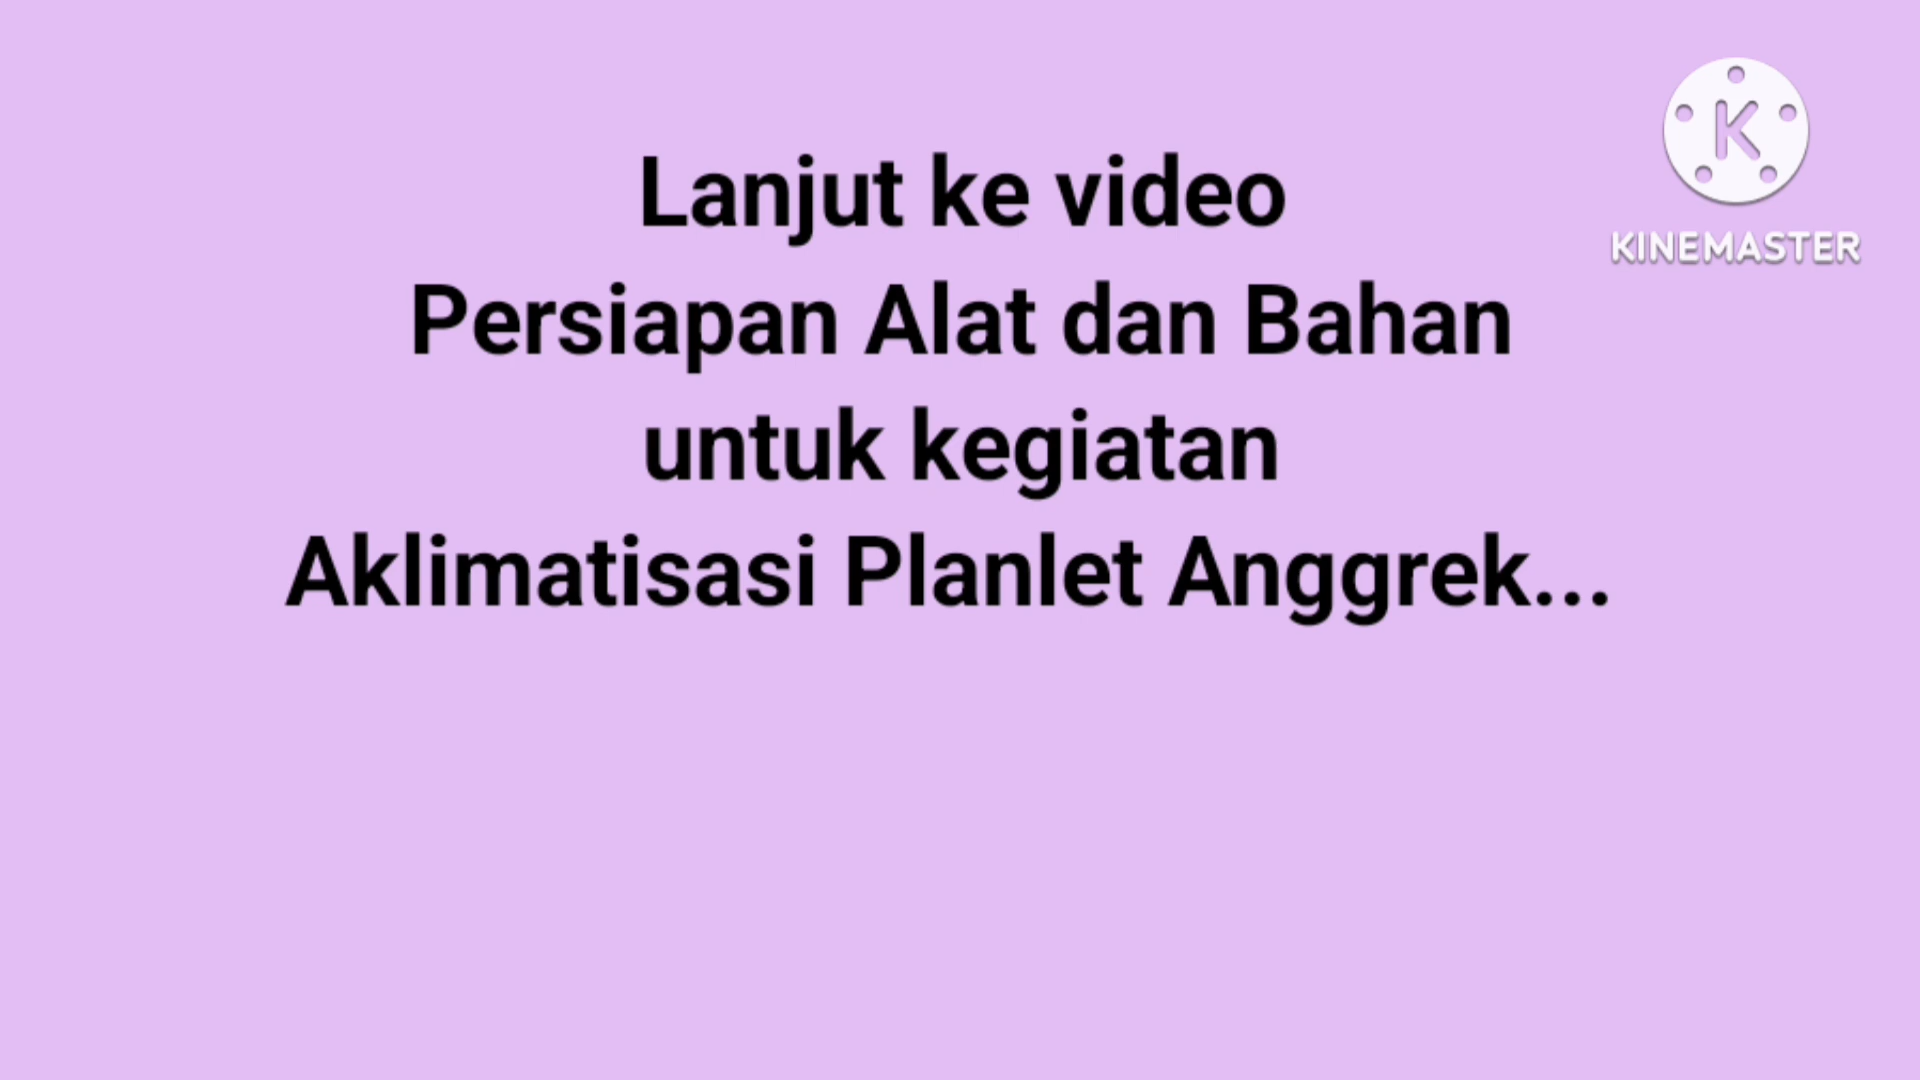 Lanjut ke video
Persiapan Alat dan Bahan
untuk kegiatan
Aklimatisasi Planlet Anggrek...
K
KINEMASTER